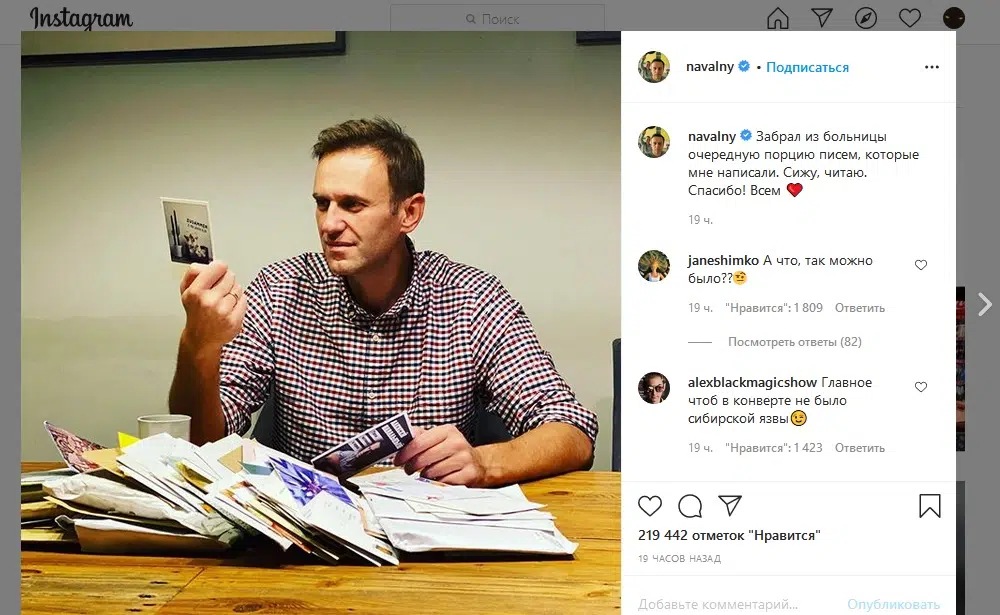 Instagram
Поиск
navalny • Подписаться
navalny Забрал из больницы
очередную порцию писем, которые
мне написали. Сижу, читаю.
Спасибо! Всем ❤️
19 ч.
janeshimko А что, так можно
было??🤨
19 ч. "Нравится": 1 809 Ответить
Посмотреть ответы (82)
alexblackmagicshow Главное
чтоб в конверте не было
сибирской язвы😉
19 ч. "Нравится": 1 423 Ответить
219 442 отметок "Нравится"
19 ЧАСОВ НАЗАД
Добавьте комментарий... Опубликовать
ZUSAMMEN